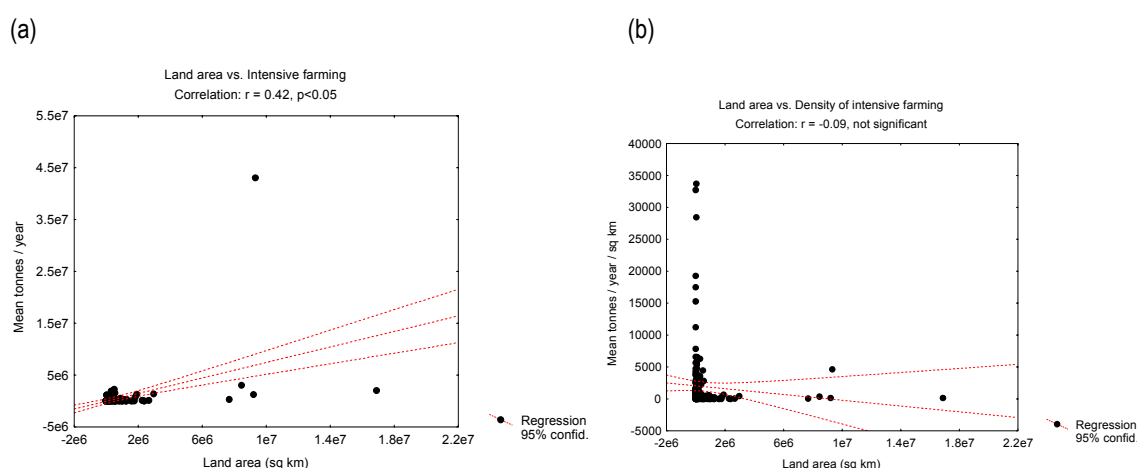 (a)
Land area vs. Intensive farming
Correlation: r = 0.42, p<0.05
5.5e7
4.5e7
3.5e7
2.5e7
1.5e7
5e6
-5e6
Mean tonnes / year
-2e6 2e6 6e6 1e7 1.4e7 1.8e7 2.2e7
Land area (sq km)
Regression
95% confid.
(b)
Land area vs. Density of intensive farming
Correlation: r = -0.09, not significant
40000
35000
30000
25000
20000
15000
10000
5000
0
-5000
Mean tonnes / year / sq km
-2e6 2e6 6e6 1e7 1.4e7 1.8e7 2.2e7
Land area (sq km)
Regression
95% confid.